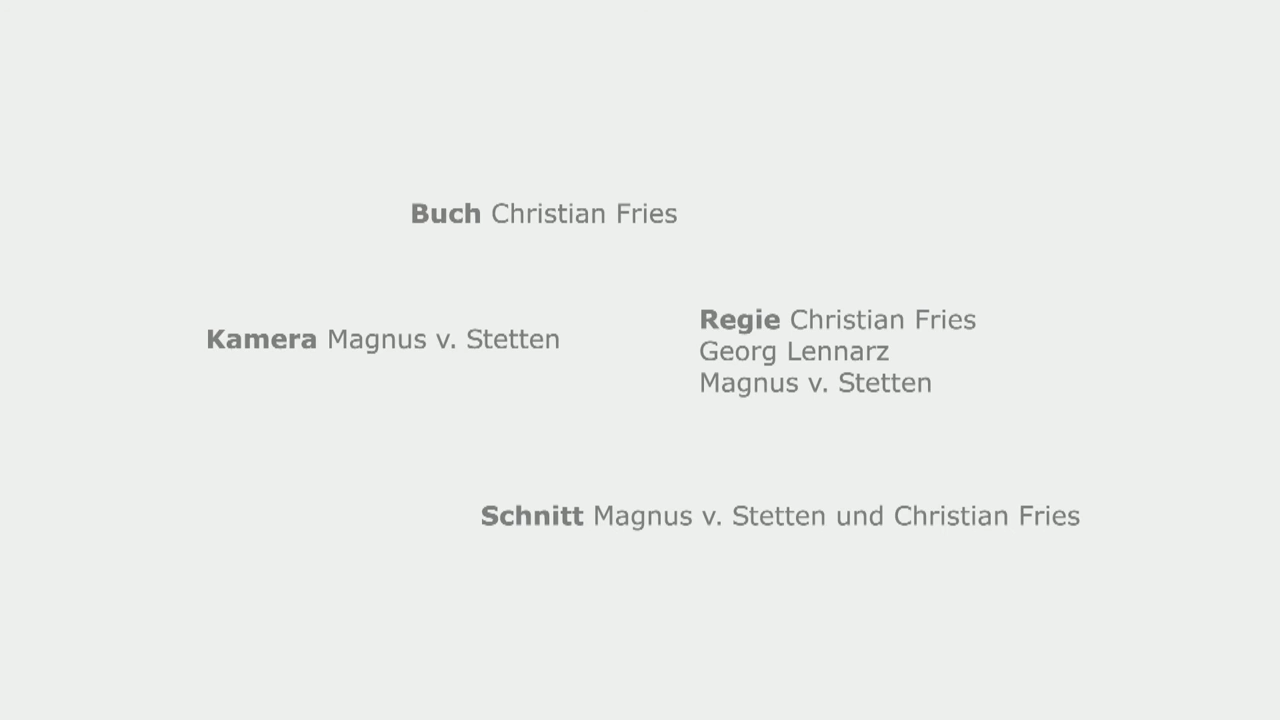 Buch Christian Fries
Kamera Magnus v. Stetten
Regie Christian Fries
Georg Lennarz
Magnus v. Stetten
Schnitt Magnus v. Stetten und Christian Fries